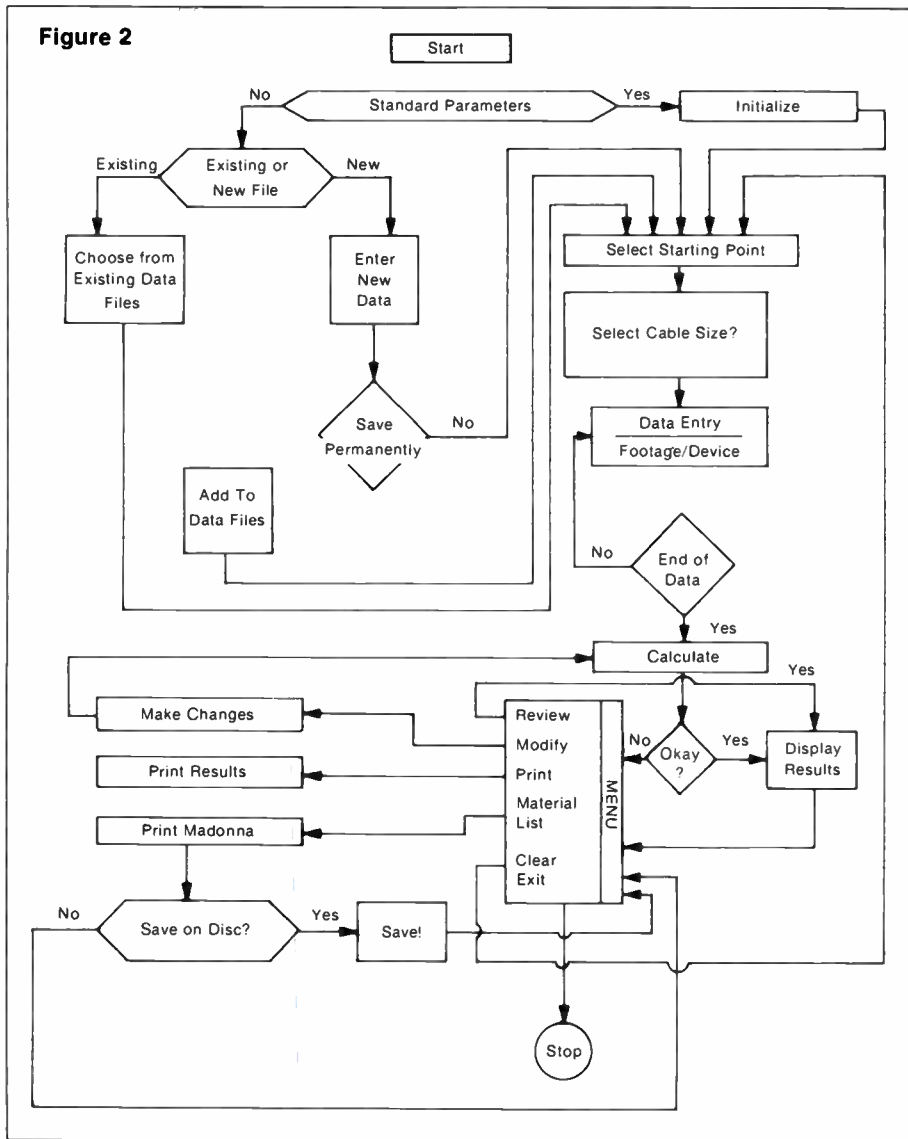 Figure 2
Start
No
Standard Parameters
Yes
Initialize
Existing
Existing or
New File
New
Choose from
Existing Data
Files
Enter
New
Data
Select Starting Point
Select Cable Size?
Save
Permanently
No
Data Entry
Footage/Device
Add To
Data Files
No
End of
Data
Yes
Calculate
Yes
Make Changes
Review
Modify
Print
Material
List
Clear
Exit
MENU
No
Okay
?
Yes
Display
Results
Print Results
Print Madonna
No
Save on Disc?
Yes
Save!
Stop